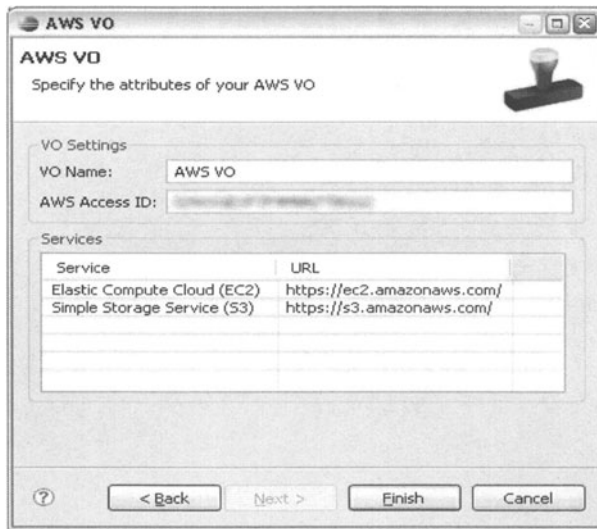 AWS VO
AWS VO
Specify the attributes of your AWS VO
VO Settings
VO Name: AWS VO
AWS Access ID:
Services
Service URL
Elastic Compute Cloud (EC2) https://ec2.amazonaws.com/
Simple Storage Service (S3) https://s3.amazonaws.com/
? < Back Next > Finish Cancel